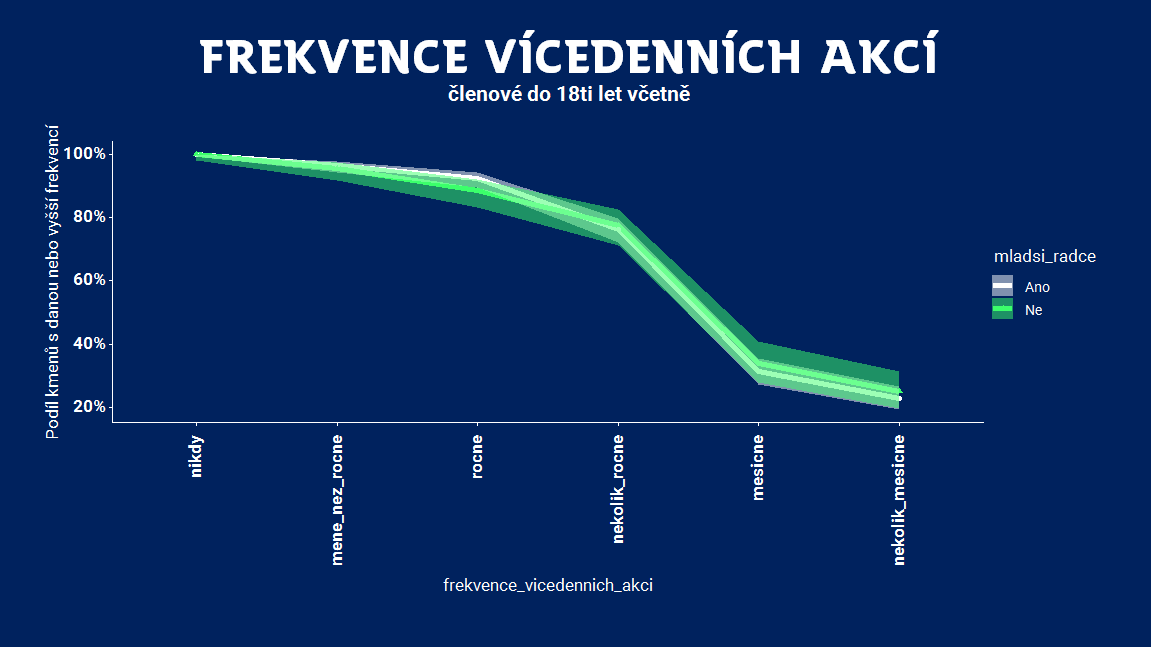 FREKVENCE VÍCEDENNÍCH AKCÍ
členové do 18ti let včetně
Podíl kmenů s danou nebo vyšší frekvencí
100%
80%
60%
40%
20%
nikdy
mene_nez_rocne
rocne
nekolik_rocne
mesicne
nekolik_mesicne
frekvence_vicedennich_akci
mladsi_radce
Ano
Ne